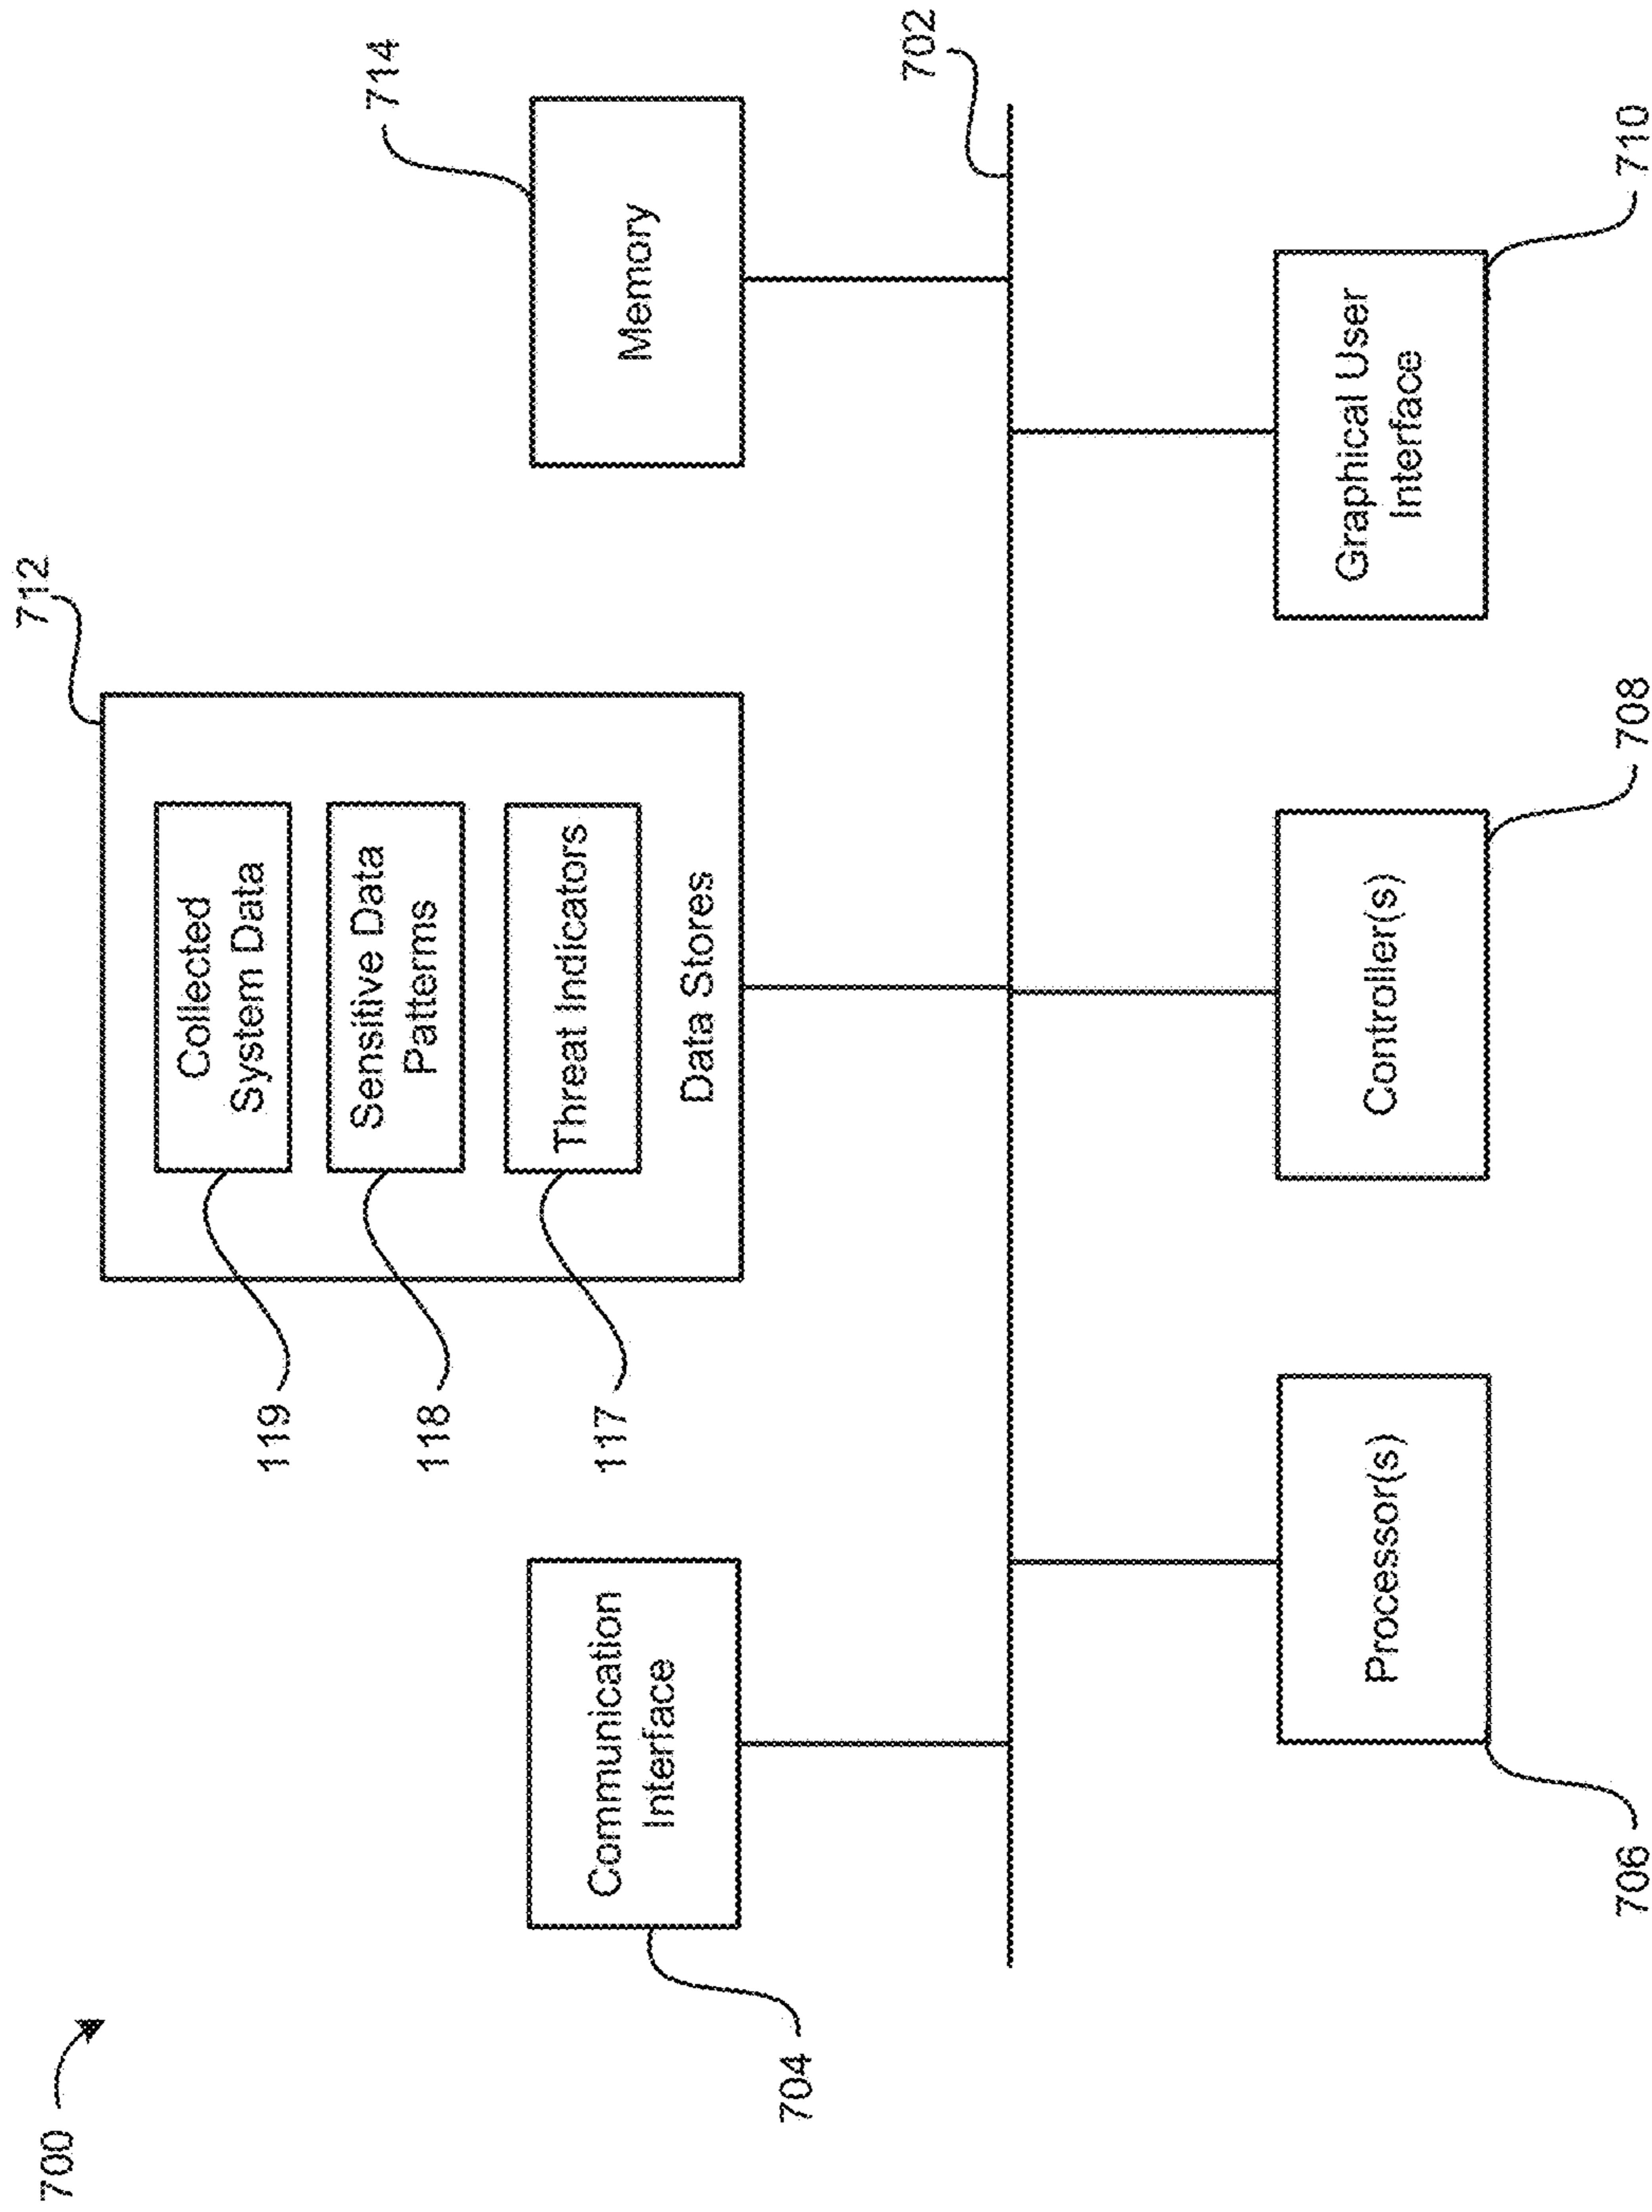 700
712
Collected
System Data
119
714
Sensitive Data
Patterms
118
Communication
Interface
Threat Indicators
117
Memory
Data Stores
704
702
Processor(s)
Controller(s)
Graphical User
Interface
706
708
710